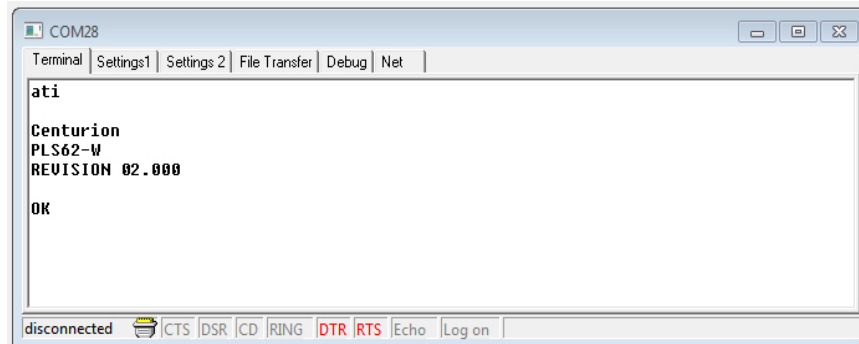 COM28
Terminal Settings1 Settings 2 File Transfer Debug Net
ati
Centurion
PLS62-W
REVISION 02.000
OK
disconnected CTS DSR CD RING DTR RTS Echo Log on